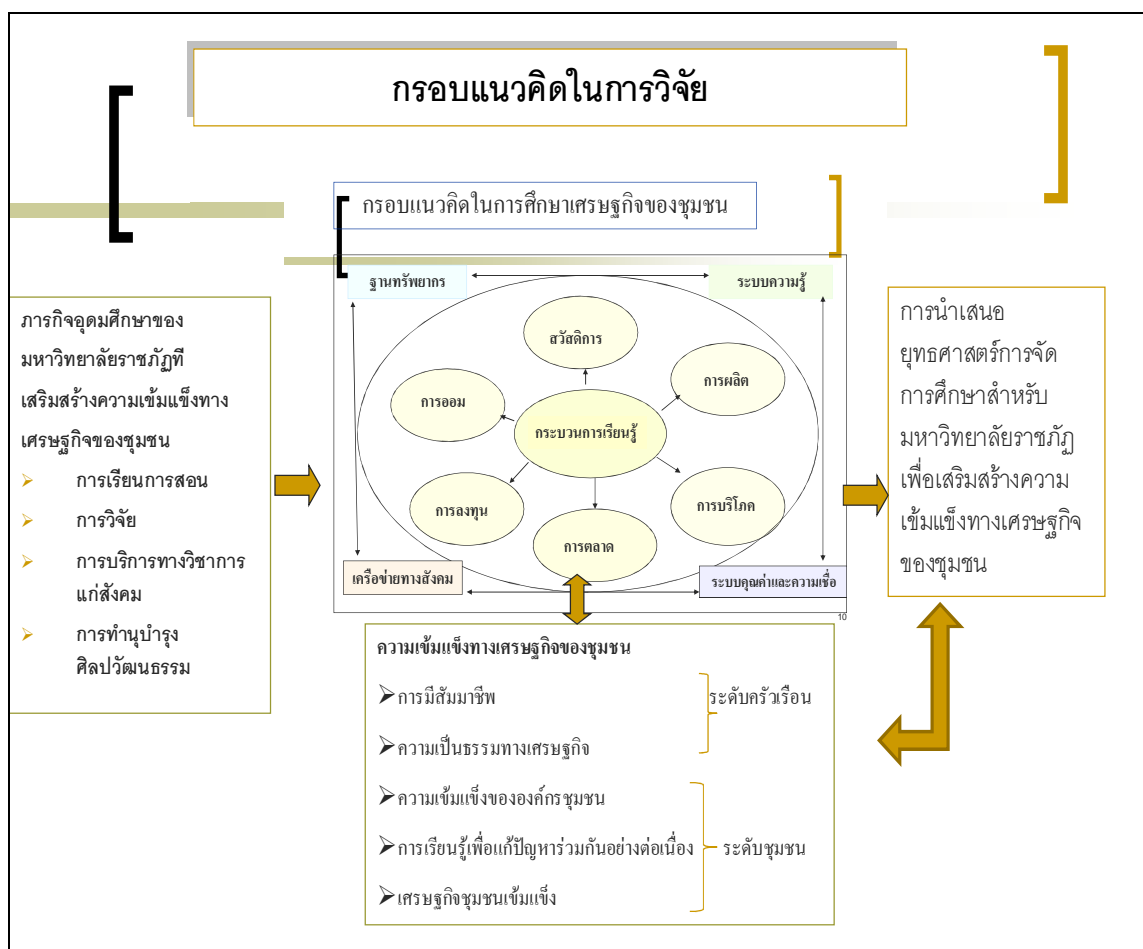 กรอบแนวคิดในการวิจัย
กรอบแนวคิดในการศึกษาเศรษฐกิจของชุมชน
ภารกิจอุดมศึกษาของ
มหาวิทยาลัยราชภัฏที่
เสริมสร้างความเข้มแข็งทาง
เศรษฐกิจของชุมชน
การเรียนการสอน
การวิจัย
การบริการทางวิชาการ
แก่สังคม
การทำนุบำรุง
ศิลปวัฒนธรรม
ฐานทรัพยากร
ระบบความรู้
สวัสดิการ
การออม
การผลิต
กระบวนการเรียนรู้
การลงทุน
การบริโภค
การตลาด
เครือข่ายทางสังคม
ระบบคุณค่าและความเชื่อ
10
การนำเสนอ
ยุทธศาสตร์การจัด
การศึกษาสำหรับ
มหาวิทยาลัยราชภัฏ
เพื่อเสริมสร้างความ
เข้มแข็งทางเศรษฐกิจ
ของชุมชน
ความเข้มแข็งทางเศรษฐกิจของชุมชน
การมีสัมมาชีพ
ระดับครัวเรือน
ความเป็นธรรมทางเศรษฐกิจ
ความเข้มแข็งขององค์กรชุมชน
การเรียนรู้เพื่อแก้ปัญหาร่วมกันอย่างต่อเนื่อง
ระดับชุมชน
เศรษฐกิจชุมชนเข้มแข็ง